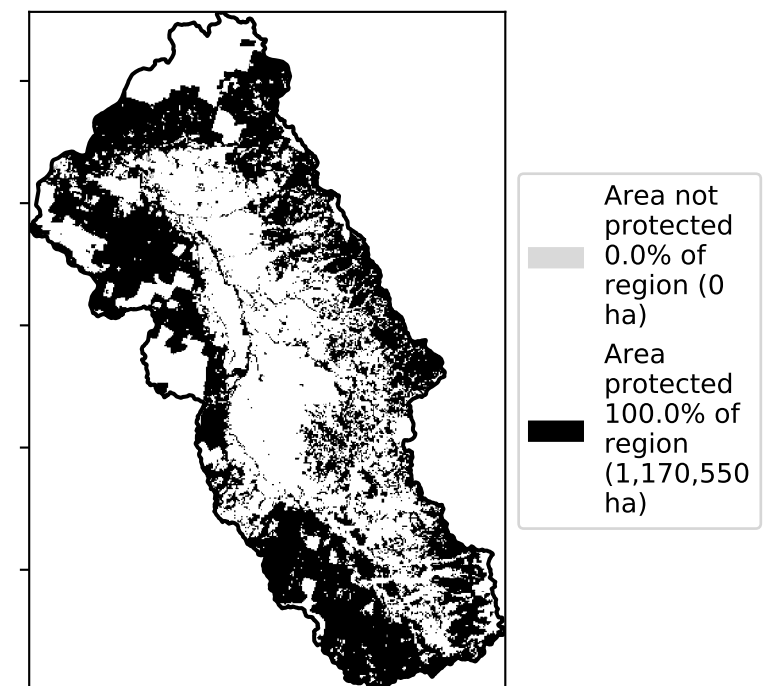 Area not
protected
0.0% of
region (0
ha)
Area
protected
100.0% of
region
(1,170,550
ha)